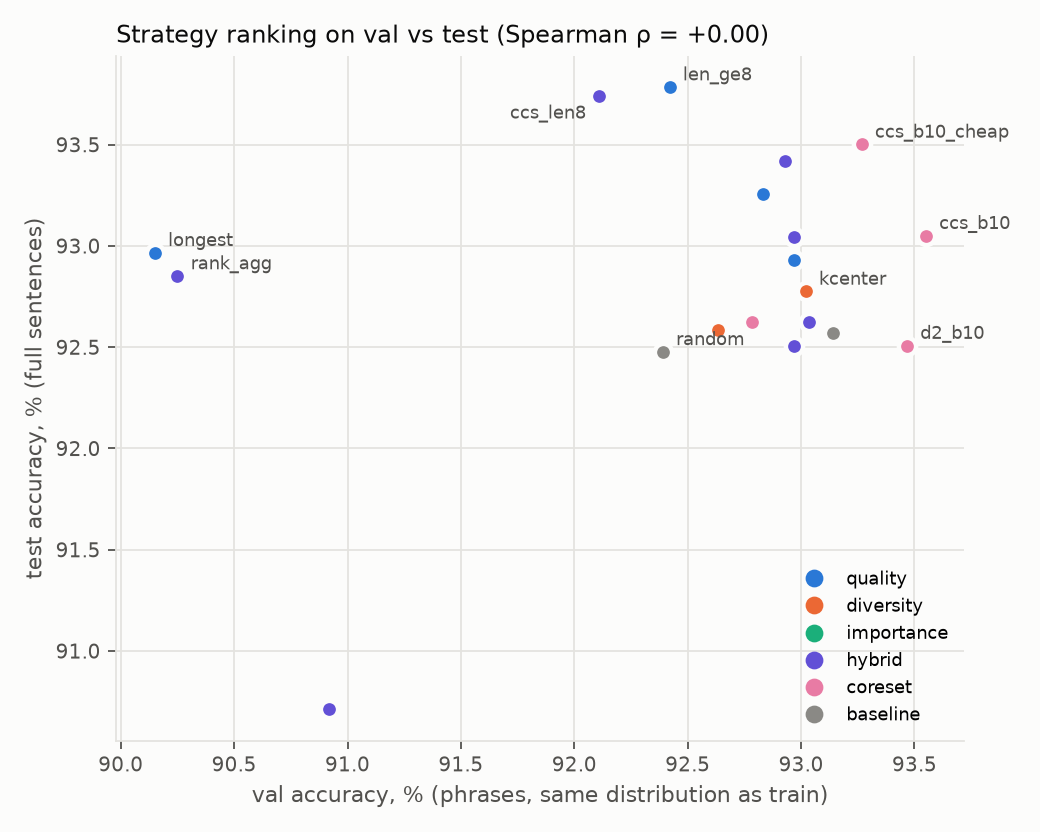 Strategy ranking on val vs test (Spearman ρ = +0.00)
len_ge8
ccs_len8
ccs_b10_cheap
ccs_b10
longest
rank_agg
kcenter
random
d2_b10
93.5
93.0
92.5
92.0
91.5
91.0
test accuracy, % (full sentences)
quality
diversity
importance
hybrid
coreset
baseline
90.0 90.5 91.0 91.5 92.0 92.5 93.0 93.5
val accuracy, % (phrases, same distribution as train)